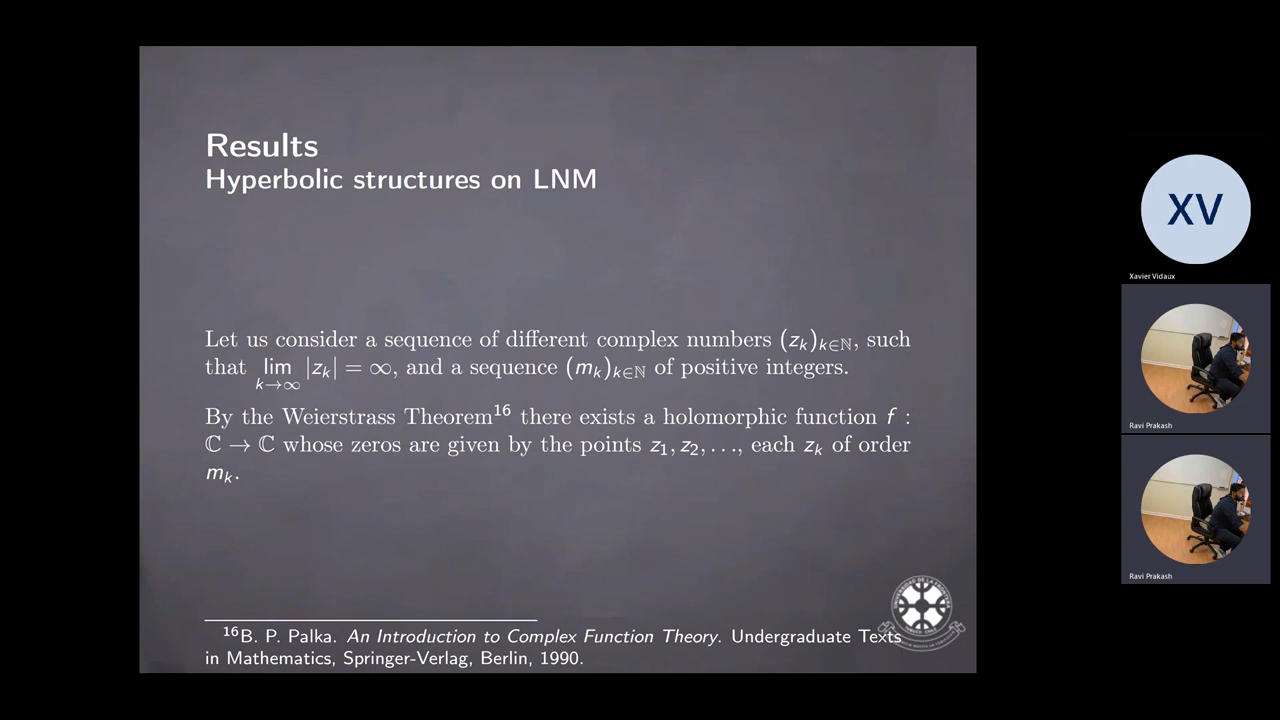 Results
Hyperbolic structures on LNM
Let us consider a sequence of different complex numbers (z_k)_{k∈ℕ}, such
that lim_{k→∞} |z_k| = ∞, and a sequence (m_k)_{k∈ℕ} of positive integers.
By the Weierstrass Theorem^16 there exists a holomorphic function f :
ℂ → ℂ whose zeros are given by the points z_1, z_2, . . ., each z_k of order
m_k.
^16B. P. Palka. An Introduction to Complex Function Theory. Undergraduate Texts
in Mathematics, Springer-Verlag, Berlin, 1990.
XV
Xavier Vidaux
Ravi Prakash
Ravi Prakash